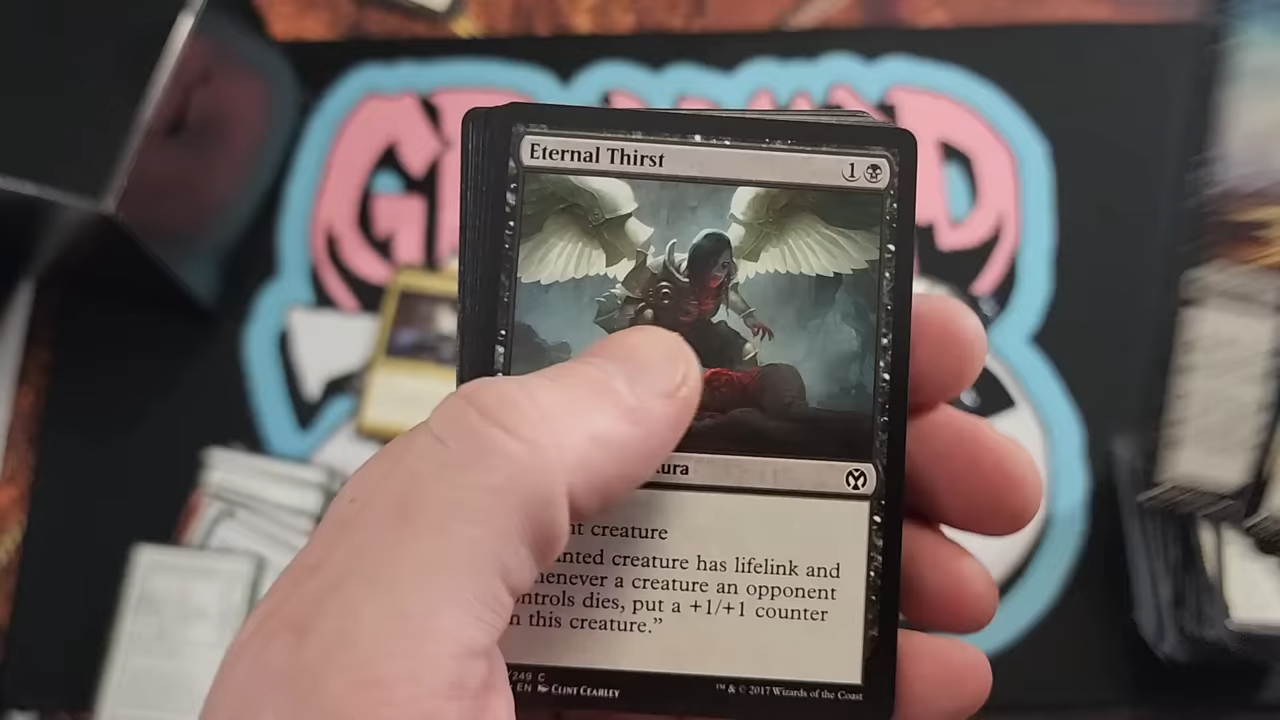 Eternal Thirst 1
ura
nt creature
anted creature has lifelink and
henever a creature an opponent
ntrols dies, put a +1/+1 counter
n this creature.”
/249 C
EN CLINT CEARLEY
™ & © 2017 Wizards of the Coast